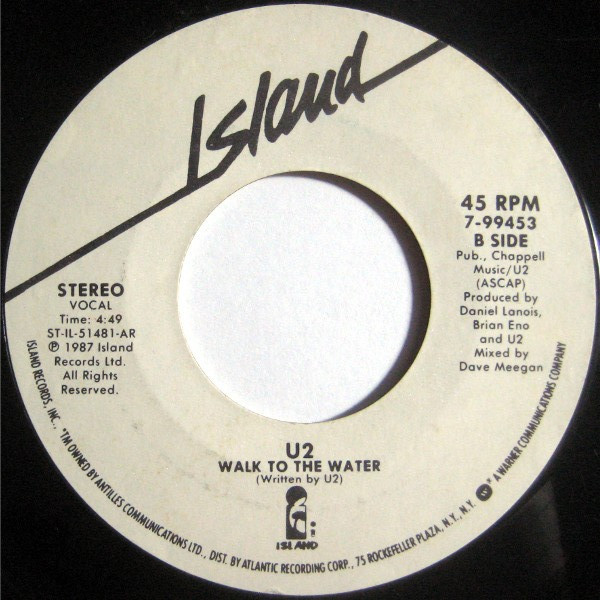 Island
STEREO
VOCAL
Time: 4:49
ST-IL-51481-AR
℗ 1987 Island
Records Ltd.
All Rights
Reserved.
45 RPM
7-99453
B SIDE
Pub., Chappell
Music/U2
(ASCAP)
Produced by
Daniel Lanois,
Brian Eno
and U2
Mixed by
Dave Meegan
U2
WALK TO THE WATER
(Written by U2)
ISLAND
ISLAND RECORDS, INC., *TM OWNED BY ANTILLES COMMUNICATIONS LTD., DIST. BY ATLANTIC RECORDING CORP., 75 ROCKEFELLER PLAZA, N.Y., N.Y. * A WARNER COMMUNICATIONS COMPANY